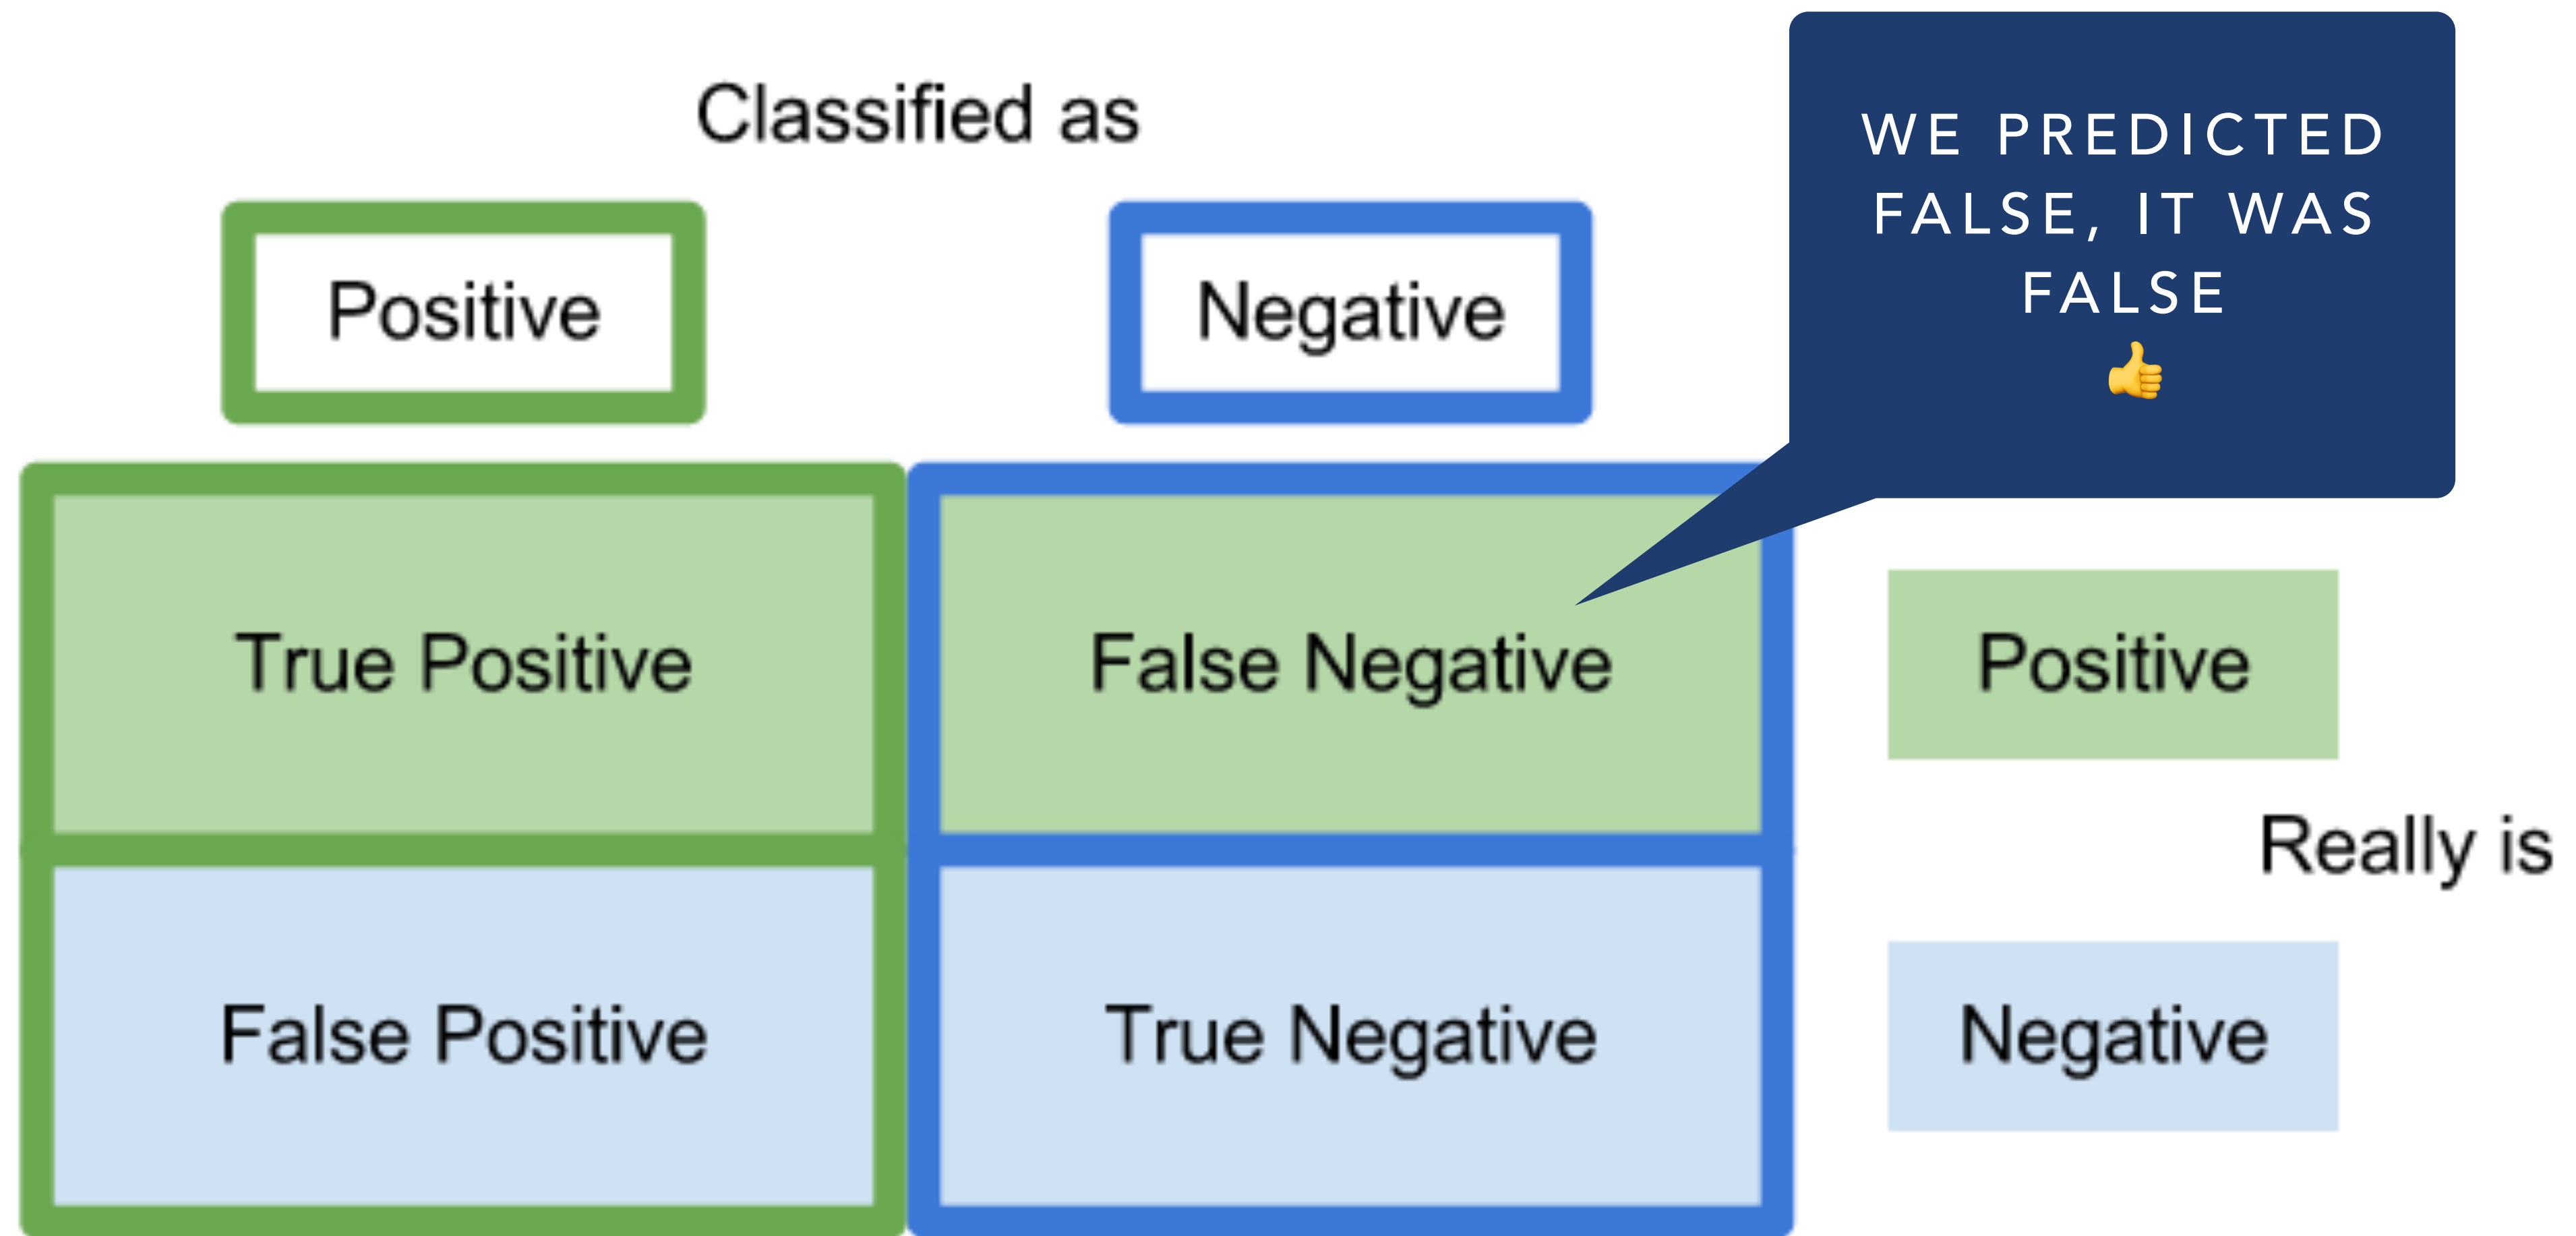 Classified as
WE PREDICTED
FALSE, IT WAS
FALSE
👍
Positive
Negative
True Positive
False Negative
Positive
Really is
False Positive
True Negative
Negative